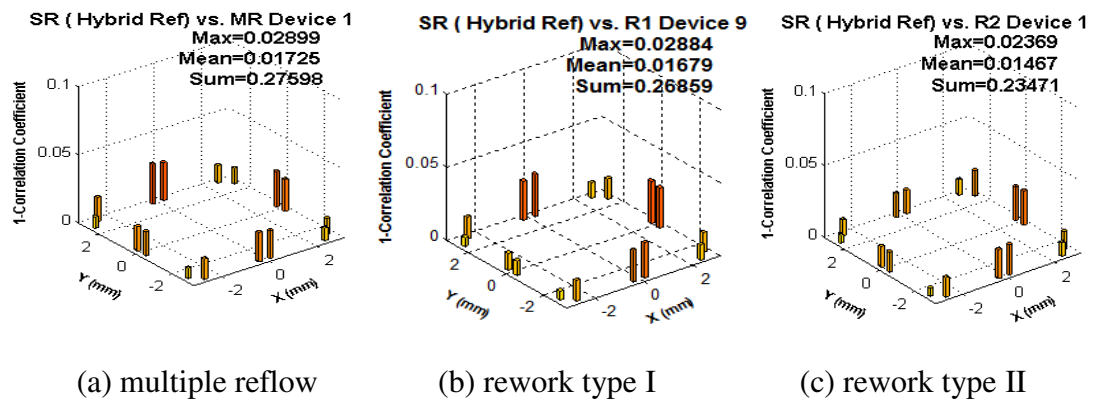 SR ( Hybrid Ref) vs. MR Device 1
Max=0.02899
Mean=0.01725
Sum=0.27598
1-Correlation Coefficient
0.1
0.05
0
2
0
-2
Y (mm)
-2
0
2
X (mm)
(a) multiple reflow
SR ( Hybrid Ref) vs. R1 Device 9
Max=0.02884
Mean=0.01679
Sum=0.26859
1-Correlation Coefficient
0.1
0.05
0
2
0
-2
Y (mm)
-2
0
2
X (mm)
(b) rework type I
SR ( Hybrid Ref) vs. R2 Device 1
Max=0.02369
Mean=0.01467
Sum=0.23471
1-Correlation Coefficient
0.1
0.05
0
2
0
-2
Y (mm)
-2
0
2
X (mm)
(c) rework type II